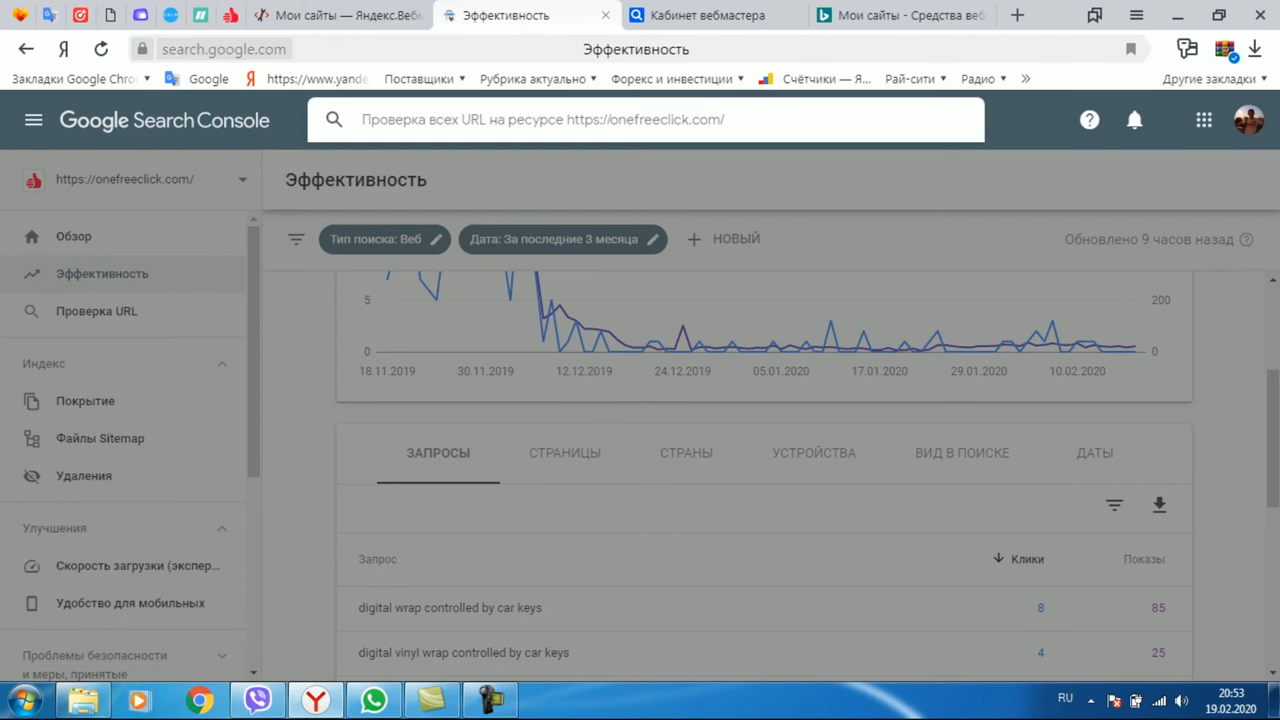 Мои сайты — Яндекс.Веб
Эффективность
Кабинет вебмастера
Мои сайты - Средства веб
Я
search.google.com
Эффективность
Закладки Google Chro
Google
Я
https://www.yande
Поставщики
Рубрика актуально
Форекс и инвестиции
Счётчики — Я...
Рай-сити
Радио
Другие закладки
Google Search Console
Проверка всех URL на ресурсе https://onefreeclick.com/
https://onefreeclick.com/
Эффективность
Обзор
Эффективность
Проверка URL
Индекс
Покрытие
Файлы Sitemap
Удаления
Улучшения
Скорость загрузки (экспер...
Удобство для мобильных
Проблемы безопасности
и меры, принятые
Тип поиска: Веб
Дата: За последние 3 месяца
НОВЫЙ
Обновлено 9 часов назад
5
200
0
0
18.11.2019
30.11.2019
12.12.2019
24.12.2019
05.01.2020
17.01.2020
29.01.2020
10.02.2020
ЗАПРОСЫ
СТРАНИЦЫ
СТРАНЫ
УСТРОЙСТВА
ВИД В ПОИСКЕ
ДАТЫ
Запрос
Клики
Показы
digital wrap controlled by car keys
8
85
digital vinyl wrap controlled by car keys
4
25
RU
20:53
19.02.2020